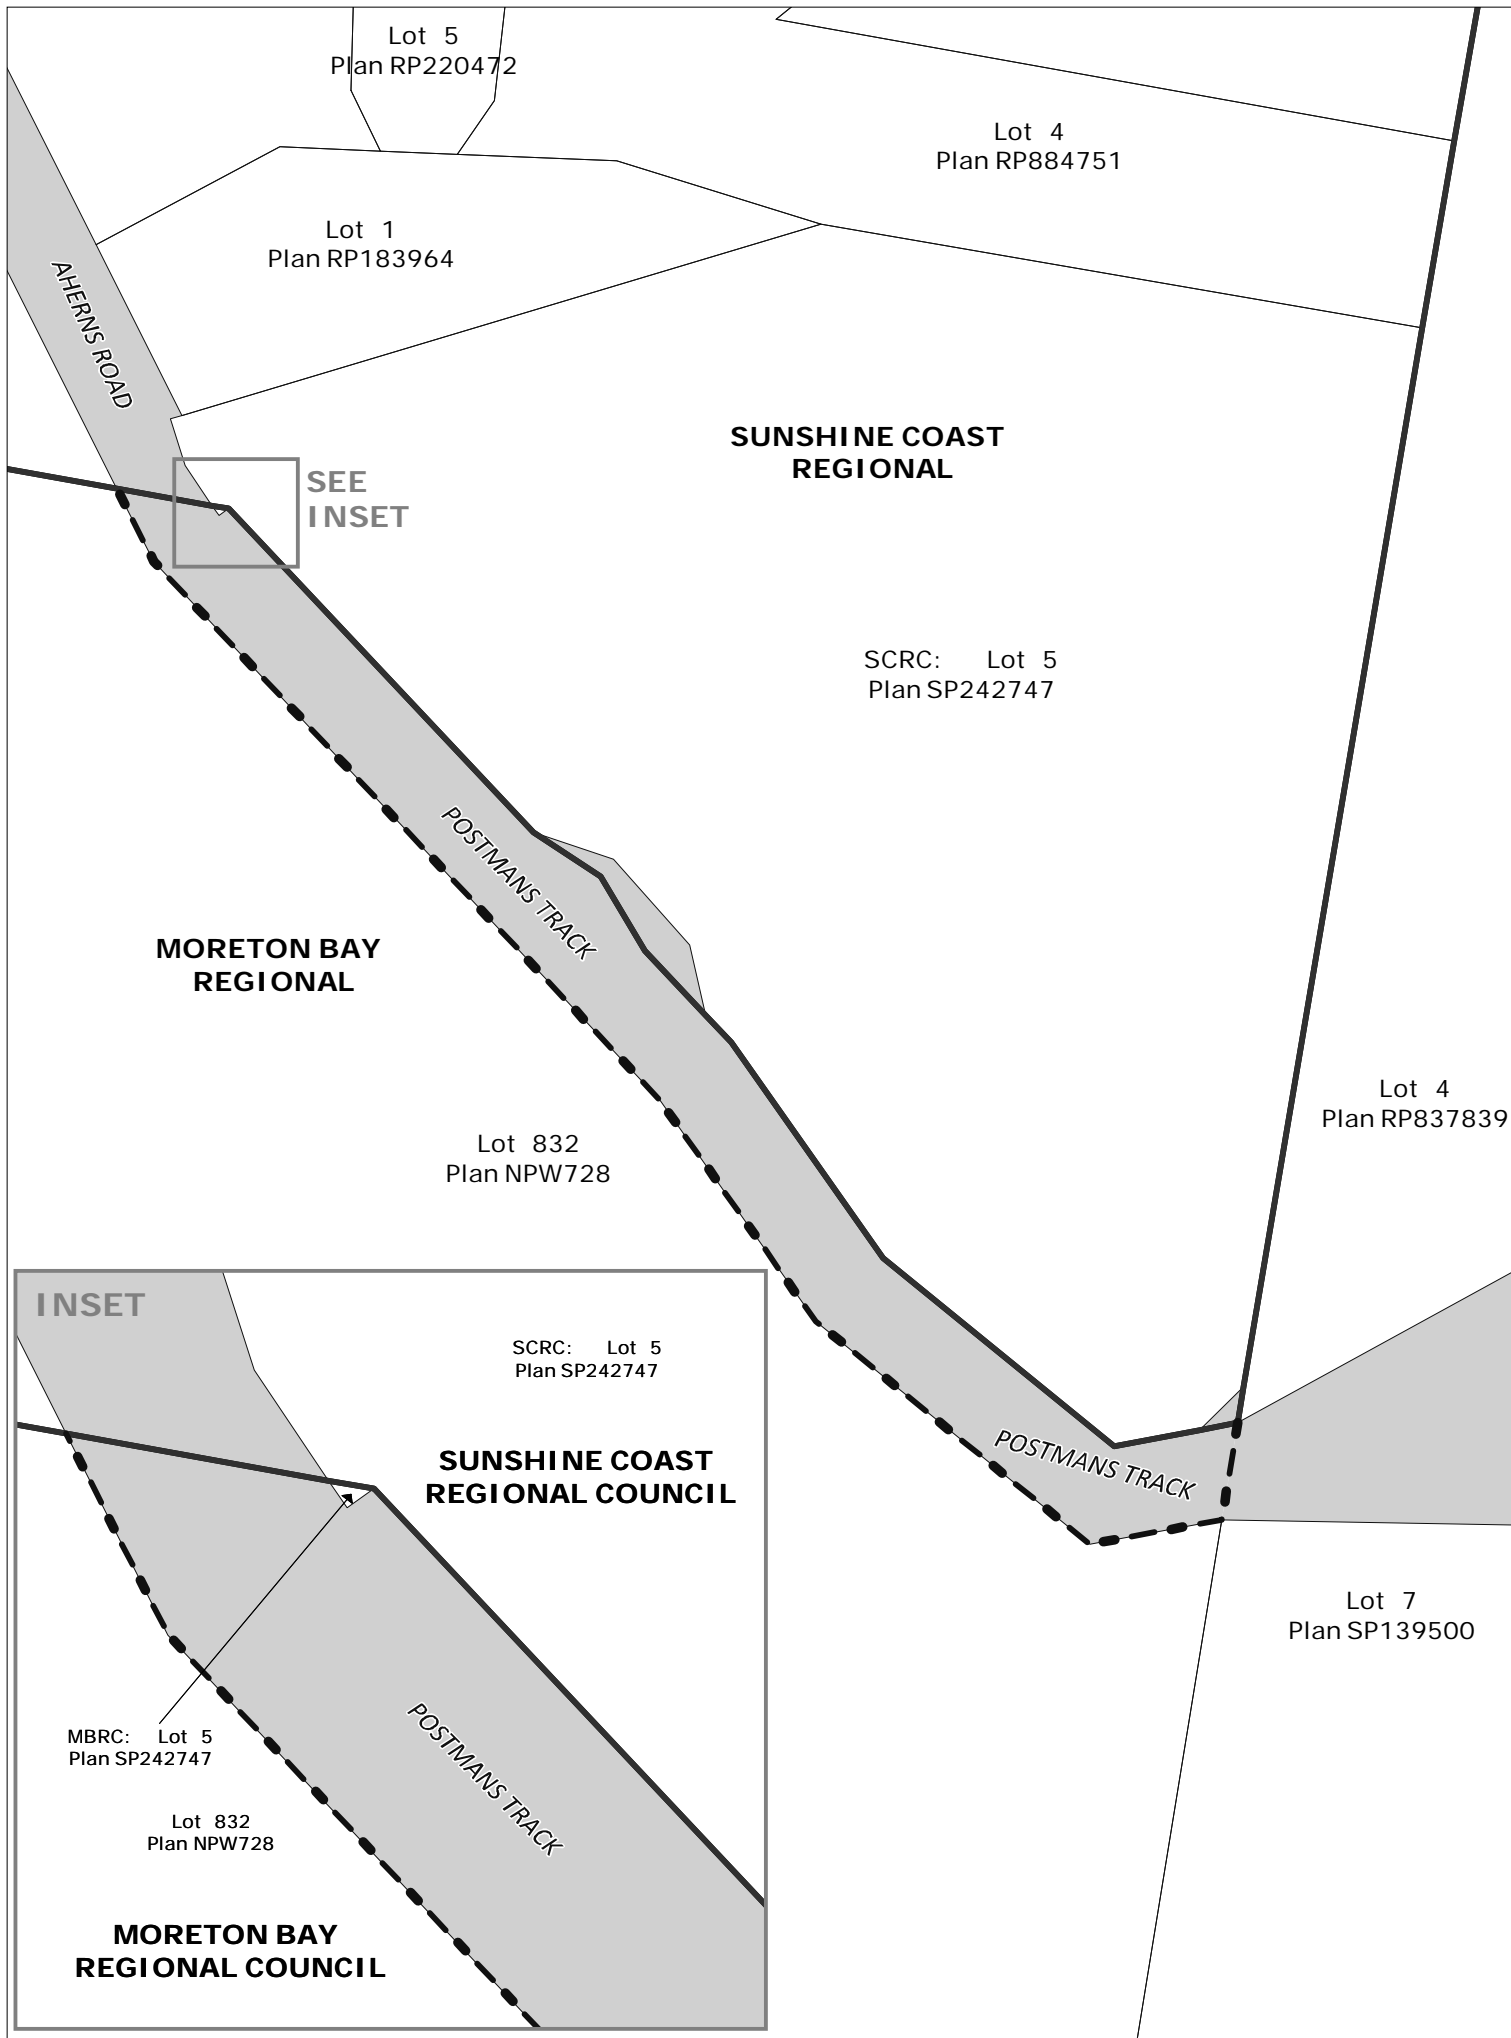 Lot 5
Plan RP220472
Lot 4
Plan RP884751
Lot 1
Plan RP183964
AHERNS ROAD
SUNSHINE COAST
REGIONAL
SEE
INSET
SCRC: Lot 5
Plan SP242747
POSTMANS TRACK
MORETON BAY
REGIONAL
Lot 4
Plan RP837839
Lot 832
Plan NPW728
POSTMANS TRACK
Lot 7
Plan SP139500
INSET
SCRC: Lot 5
Plan SP242747
SUNSHINE COAST
REGIONAL COUNCIL
POSTMANS TRACK
MBRC: Lot 5
Plan SP242747
Lot 832
Plan NPW728
MORETON BAY
REGIONAL COUNCIL